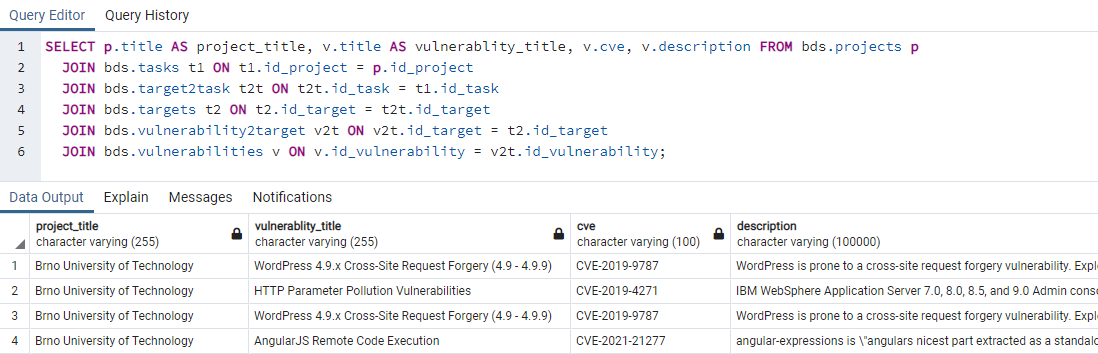 Query Editor Query History
1 SELECT p.title AS project_title, v.title AS vulnerablity_title, v.cve, v.description FROM bds.projects p
2 JOIN bds.tasks t1 ON t1.id_project = p.id_project
3 JOIN bds.target2task t2t ON t2t.id_task = t1.id_task
4 JOIN bds.targets t2 ON t2.id_target = t2t.id_target
5 JOIN bds.vulnerability2target v2t ON v2t.id_target = t2.id_target
6 JOIN bds.vulnerabilities v ON v.id_vulnerability = v2t.id_vulnerability;
Data Output Explain Messages Notifications
project_title vulnerablity_title cve description
character varying (255) character varying (255) character varying (100) character varying (100000)
1 Brno University of Technology WordPress 4.9.x Cross-Site Request Forgery (4.9 - 4.9.9) CVE-2019-9787 WordPress is prone to a cross-site request forgery vulnerability. Expl
2 Brno University of Technology HTTP Parameter Pollution Vulnerabilities CVE-2019-4271 IBM WebSphere Application Server 7.0, 8.0, 8.5, and 9.0 Admin conso
3 Brno University of Technology WordPress 4.9.x Cross-Site Request Forgery (4.9 - 4.9.9) CVE-2019-9787 WordPress is prone to a cross-site request forgery vulnerability. Expl
4 Brno University of Technology AngularJS Remote Code Execution CVE-2021-21277 angular-expressions is \"angulars nicest part extracted as a standalo